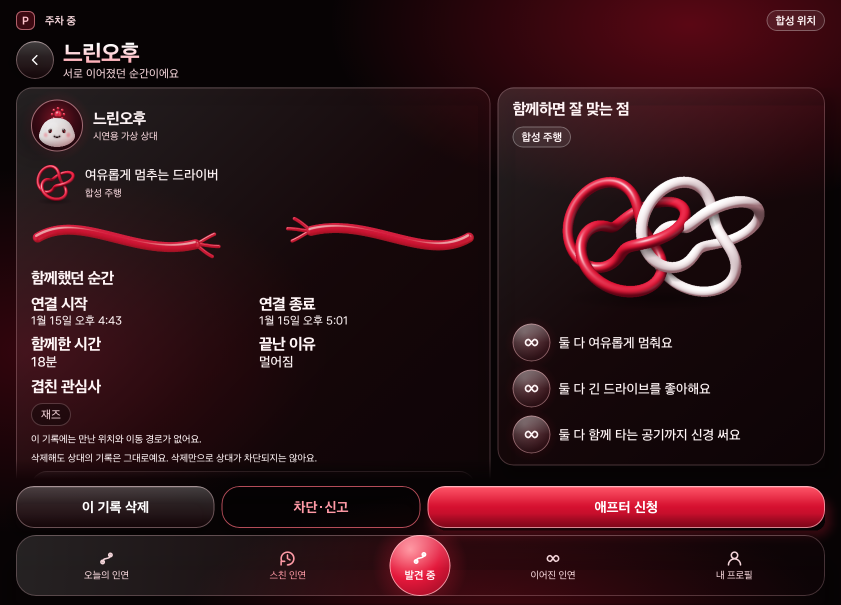 P 주차 중
합성 위치
느린오후
서로 이어졌던 순간이에요
느린오후
시연용 가상 상대
여유롭게 멈추는 드라이버
합성 주행
함께했던 순간
연결 시작
1월 15일 오후 4:43
연결 종료
1월 15일 오후 5:01
함께한 시간
18분
끝난 이유
멀어짐
겹친 관심사
재즈
이 기록에는 만난 위치와 이동 경로가 없어요.
삭제해도 상대의 기록은 그대로예요. 삭제만으로 상대가 차단되지는 않아요.
함께하면 잘 맞는 점
합성 주행
둘 다 여유롭게 멈춰요
둘 다 긴 드라이브를 좋아해요
둘 다 함께 타는 공기까지 신경 써요
이 기록 삭제
차단·신고
애프터 신청
오늘의 인연
스친 인연
발견 중
이어진 인연
내 프로필